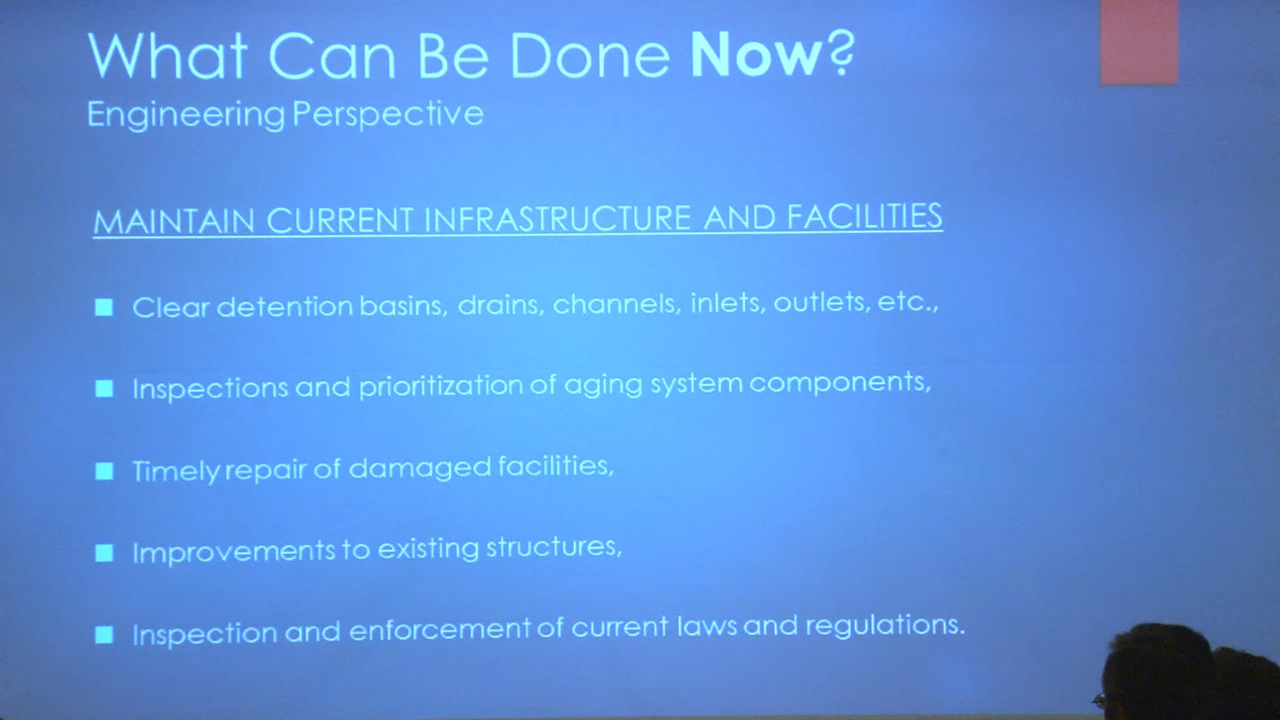 What Can Be Done Now?
Engineering Perspective
MAINTAIN CURRENT INFRASTRUCTURE AND FACILITIES
Clear detention basins, drains, channels, inlets, outlets, etc.,
Inspections and prioritization of aging system components,
Timely repair of damaged facilities,
Improvements to existing structures,
Inspection and enforcement of current laws and regulations.